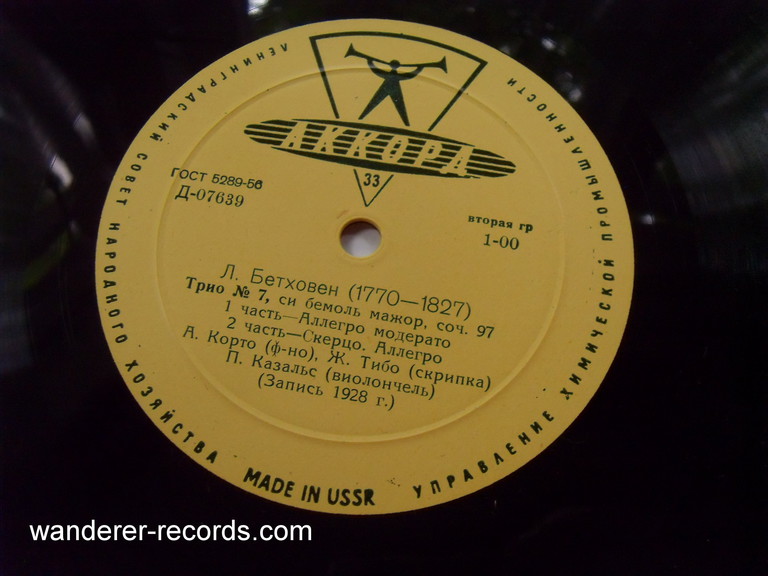 ЛЕНИНГРАДСКИЙ СОВЕТ НАРОДНОГО ХОЗЯЙСТВА
УПРАВЛЕНИЕ ХИМИЧЕСКОЙ ПРОМЫШЛЕННОСТИ
АККОРД
33
ГОСТ 5289-56
Д-07639
вторая гр
1-00
Л. Бетховен (1770—1827)
Трио № 7, си бемоль мажор, соч. 97
1 часть—Аллегро модерато
2 часть—Скерцо. Аллегро
А. Корто (ф-но), Ж. Тибо (скрипка)
П. Казальс (виолончель)
(Запись 1928 г.)
MADE IN USSR
wanderer-records.com